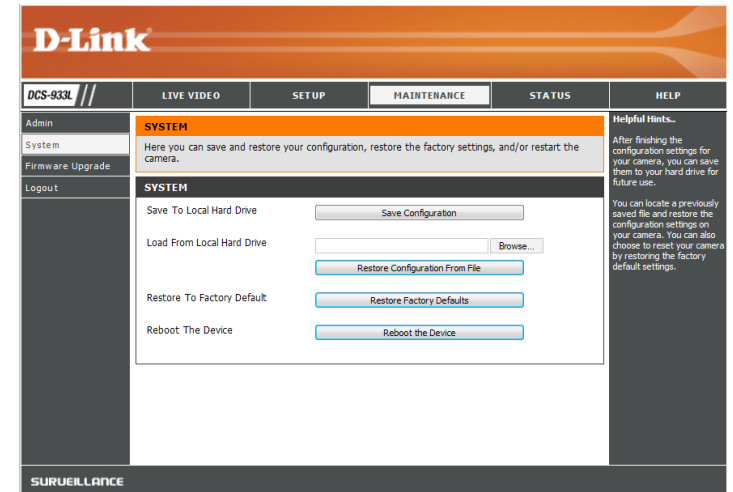 D-Link
DCS-933L
LIVE VIDEO
SETUP
MAINTENANCE
STATUS
HELP
Admin
System
Firmware Upgrade
Logout
SYSTEM
Here you can save and restore your configuration, restore the factory settings, and/or restart the
camera.
SYSTEM
Save To Local Hard Drive
Save Configuration
Load From Local Hard Drive
Browse...
Restore Configuration From File
Restore To Factory Default
Restore Factory Defaults
Reboot The Device
Reboot the Device
Helpful Hints..
After finishing the
configuration settings for
your camera, you can save
them to your hard drive for
future use.
You can locate a previously
saved file and restore the
configuration settings on
your camera. You can also
choose to reset your camera
by restoring the factory
default settings.
SURVEILLANCE